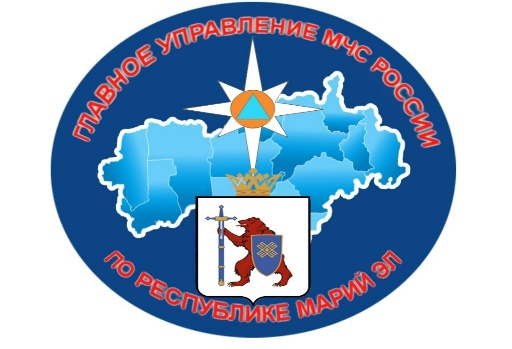 ГЛАВНОЕ УПРАВЛЕНИЕ МЧС РОССИИ
ПО РЕСПУБЛИКЕ МАРИЙ ЭЛ